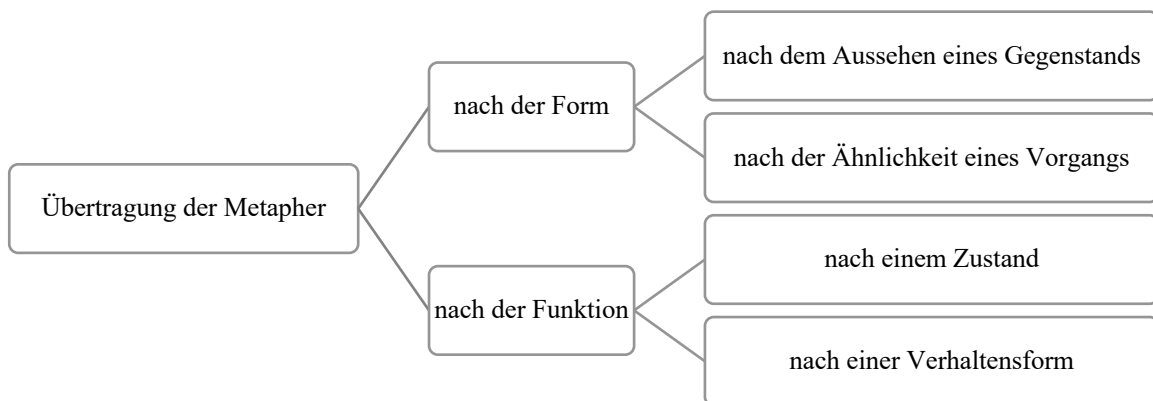 Übertragung der Metapher
nach der Form
nach dem Aussehen eines Gegenstands
nach der Ähnlichkeit eines Vorgangs
nach der Funktion
nach einem Zustand
nach einer Verhaltensform